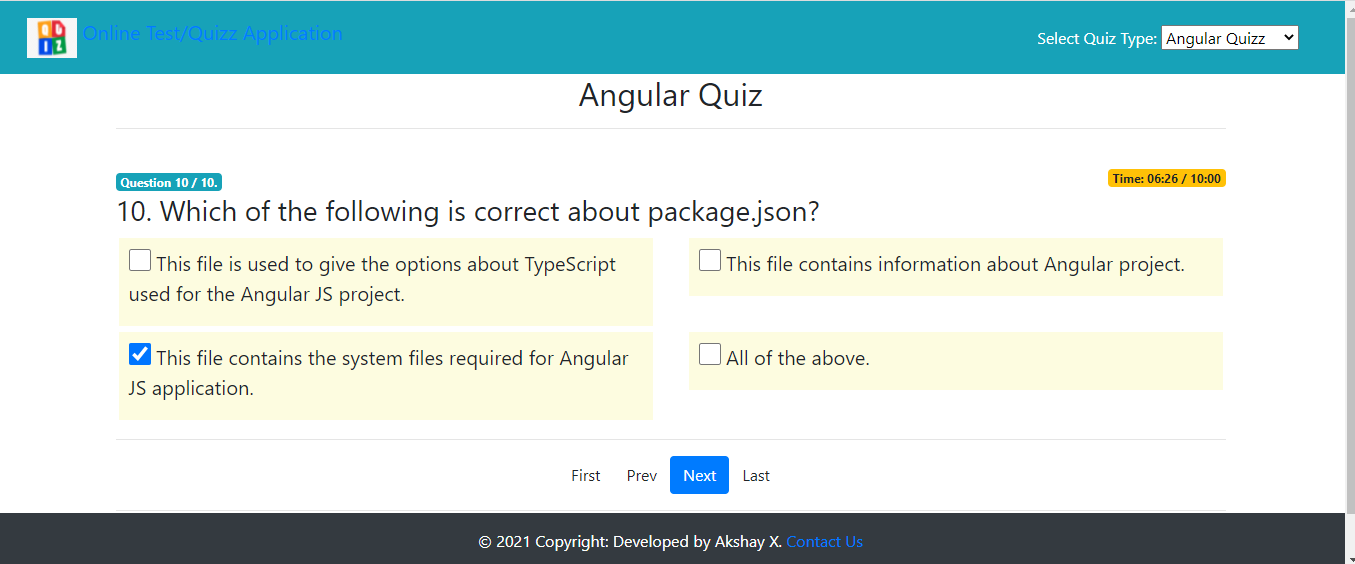 Online Test/Quizz Application
Select Quiz Type: Angular Quizz
Angular Quiz
Question 10 / 10.
Time: 06:26 / 10:00
10. Which of the following is correct about package.json?
This file is used to give the options about TypeScript
used for the Angular JS project.
This file contains information about Angular project.
This file contains the system files required for Angular
JS application.
All of the above.
First Prev Next Last
© 2021 Copyright: Developed by Akshay X. Contact Us